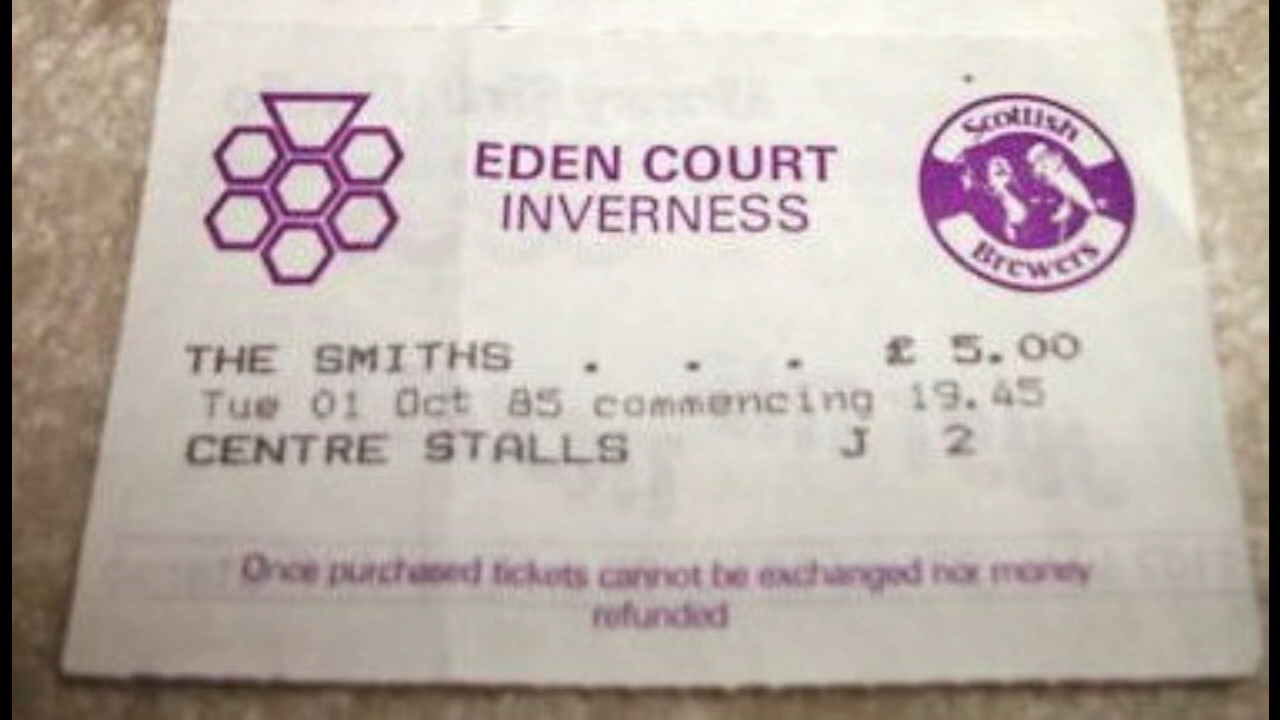 EDEN COURT
INVERNESS
Scottish
Brewers
THE SMITHS . . . £ 5.00
Tue 01 Oct 85 commencing 19.45
CENTRE STALLS J 2
Once purchased tickets cannot be exchanged nor money
refunded